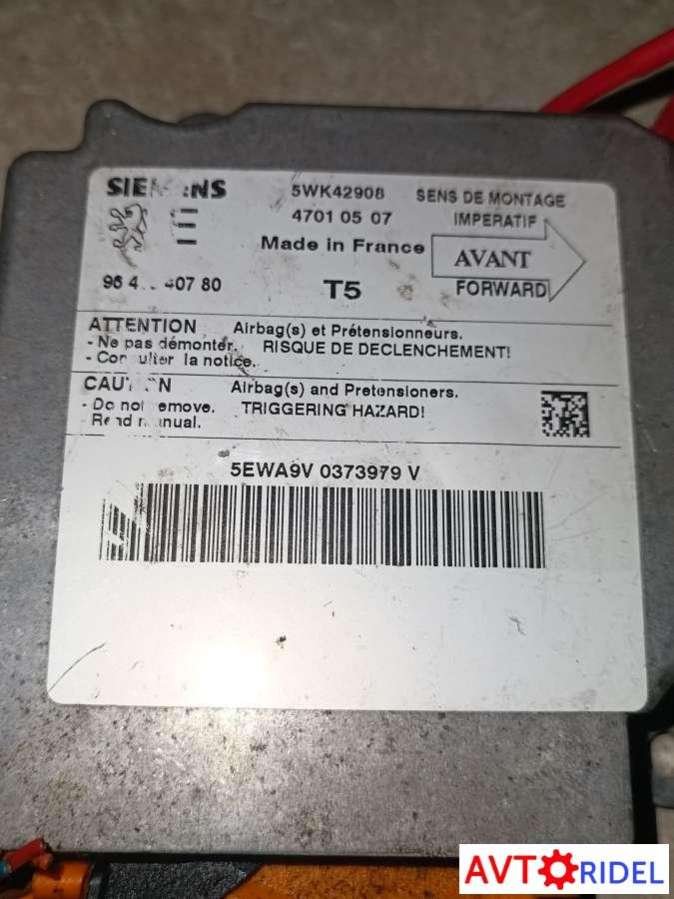 5WK42908
SENS DE MONTAGE
4701 05 07
IMPERATIF
Made in France
AVANT
FORWARD
T5
0780
ATTENTION Airbag(s) et Prétensionneurs.
- Ne pas démonter. RISQUE DE DECLENCHEMENT!
- la notice.
Airbag(s) and Pretensioners.
- Do not TRIGGERING HAZARD!
5EWA9V 0373979 V
AVTORIDEL